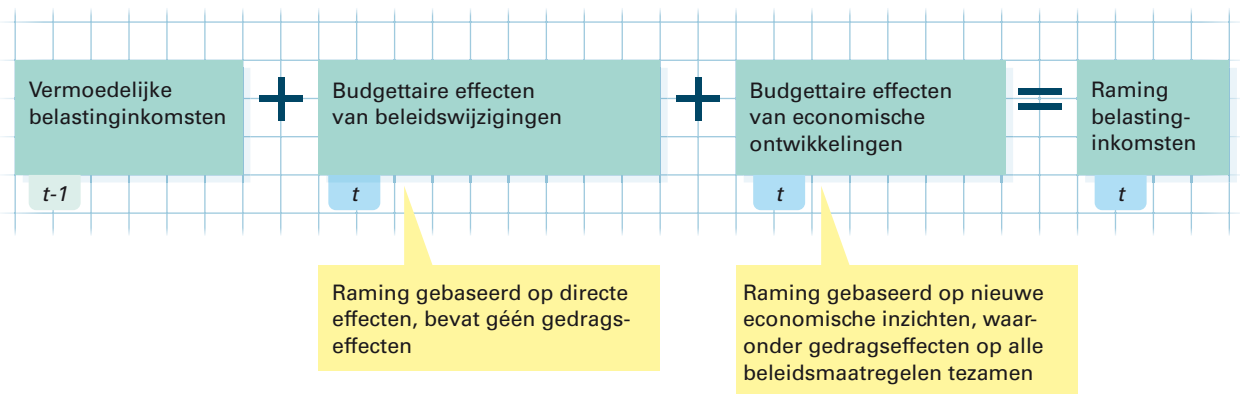 Vermoedelijke
belastinginkomsten
t-1
+
Budgettaire effecten
van beleidswijzigingen
t
+
Budgettaire effecten
van economische
ontwikkelingen
t
=
Raming
belasting-
inkomsten
t
Raming gebaseerd op directe
effecten, bevat géén gedrags-
effecten
Raming gebaseerd op nieuwe
economische inzichten, waar-
onder gedragseffecten op alle
beleidsmaatregelen tezamen